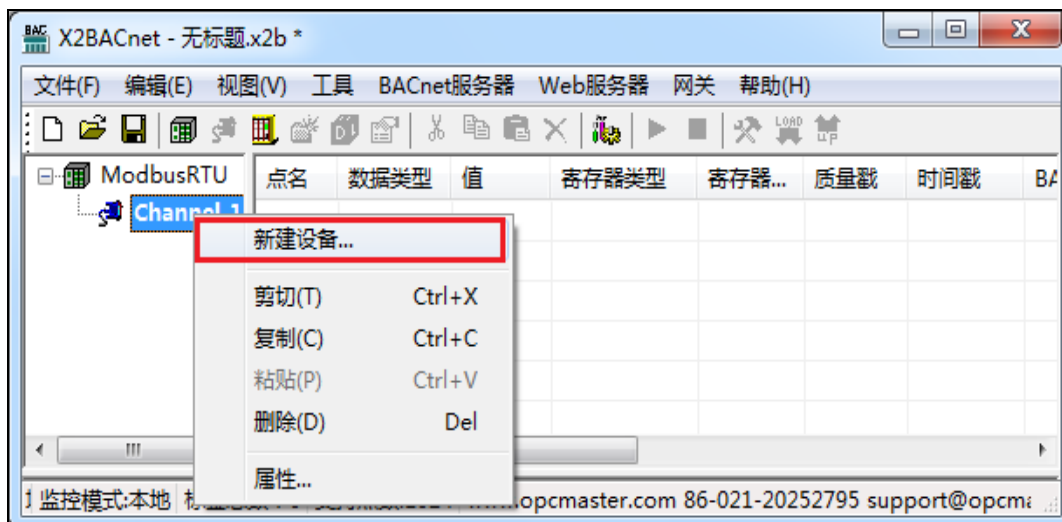 X2BACnet - 无标题.x2b *
文件(F) 编辑(E) 视图(V) 工具 BACnet服务器 Web服务器 网关 帮助(H)
ModbusRTU 点名 数据类型 值 寄存器类型 寄存器... 质量戳 时间戳
Channel 1
新建设备...
剪切(T) Ctrl+X
复制(C) Ctrl+C
粘贴(P) Ctrl+V
删除(D) Del
属性...
监控模式:本地 opcmaster.com 86-021-20252795 support@opcma